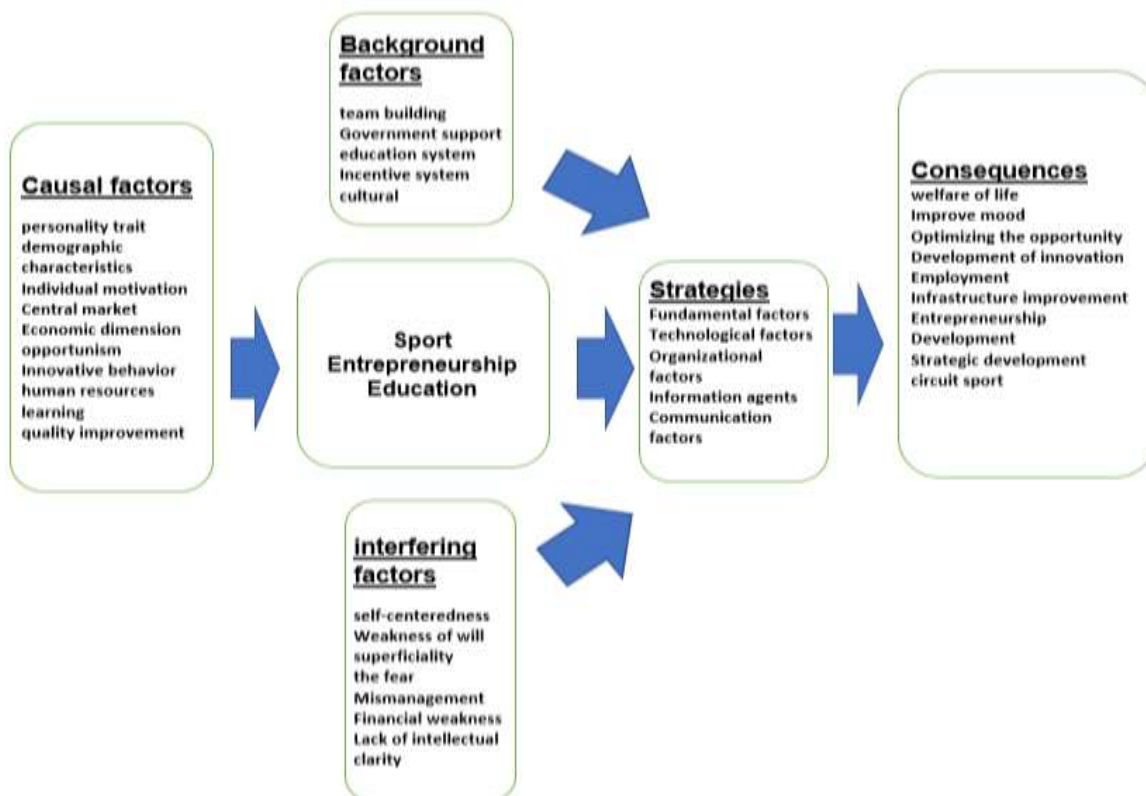 Causal factors
personality trait
demographic
characteristics
Individual motivation
Central market
Economic dimension
opportunism
Innovative behavior
human resources
learning
quality improvement
Background
factors
team building
Government support
education system
Incentive system
cultural
Sport
Entrepreneurship
Education
interfering
factors
self-centeredness
Weakness of will
superficiality
the fear
Mismanagement
Financial weakness
Lack of intellectual
clarity
Strategies
Fundamental factors
Technological factors
Organizational
factors
Information agents
Communication
factors
Consequences
welfare of life
Improve mood
Optimizing the opportunity
Development of innovation
Employment
Infrastructure improvement
Entrepreneurship
Development
Strategic development
circuit sport